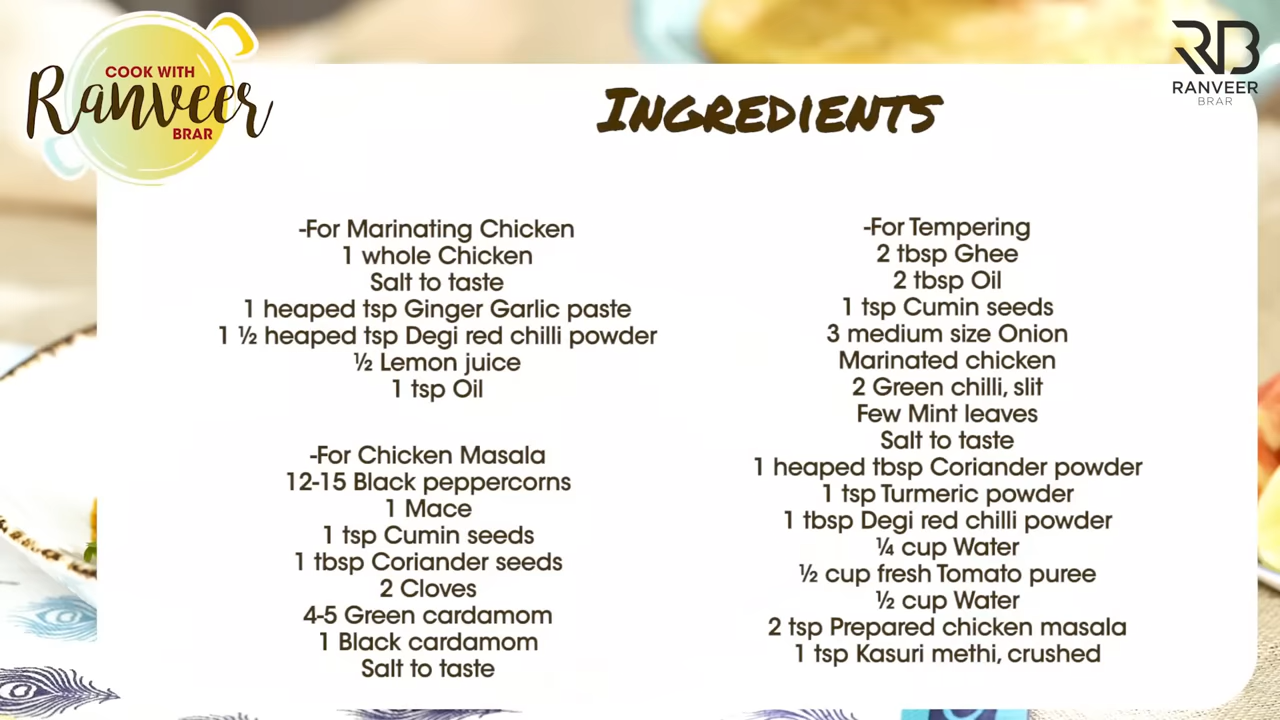 COOK WITH
Ranveer
BRAR
RB
RANVEER
BRAR
INGREDIENTS
-For Marinating Chicken
1 whole Chicken
Salt to taste
1 heaped tsp Ginger Garlic paste
1 ½ heaped tsp Degi red chilli powder
½ Lemon juice
1 tsp Oil
-For Chicken Masala
12-15 Black peppercorns
1 Mace
1 tsp Cumin seeds
1 tbsp Coriander seeds
2 Cloves
4-5 Green cardamom
1 Black cardamom
Salt to taste
-For Tempering
2 tbsp Ghee
2 tbsp Oil
1 tsp Cumin seeds
3 medium size Onion
Marinated chicken
2 Green chilli, slit
Few Mint leaves
Salt to taste
1 heaped tbsp Coriander powder
1 tsp Turmeric powder
1 tbsp Degi red chilli powder
¼ cup Water
½ cup fresh Tomato puree
½ cup Water
2 tsp Prepared chicken masala
1 tsp Kasuri methi, crushed